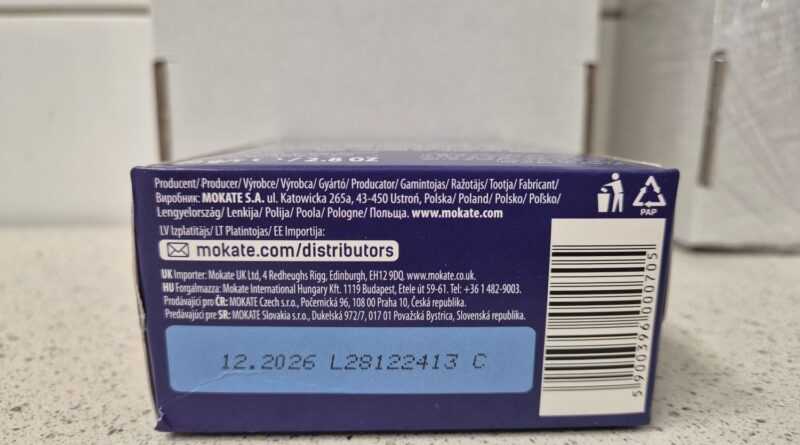 2.8 oz
Producent/ Producer/ Výrobce/ Výrobca/ Gyártó/ Producator/ Gamintojas/ Ražotājs/ Tootja/ Fabricant/
Виробник: MOKATE S.A. ul. Katowicka 265a, 43-450 Ustroń, Polska/ Poland/ Polsko/ Poľsko/
Lengyelország/ Lenkija/ Polija/ Poola/ Pologne/ Польща. www.mokate.com
LV Izplatītājs/ LT Platintojas/ EE Importija:
mokate.com/distributors
UK Importer: Mokate UK Ltd, 4 Redheughs Rigg, Edinburgh, EH12 9DQ, www.mokate.co.uk.
HU Forgalmazza: Mokate International Hungary Kft. 1119 Budapest, Etele út 59-61. Tel: +36 1 482-9003.
Prodávající pro ČR: MOKATE Czech s.r.o., Počernická 96, 108 00 Praha 10, Česká republika.
Predávajúci pre SR: MOKATE Slovakia s.r.o., Dukelská 972/7, 017 01 Považská Bystrica, Slovenská republika.
12.2026 L28122413 C
PAP
5 900396 000705